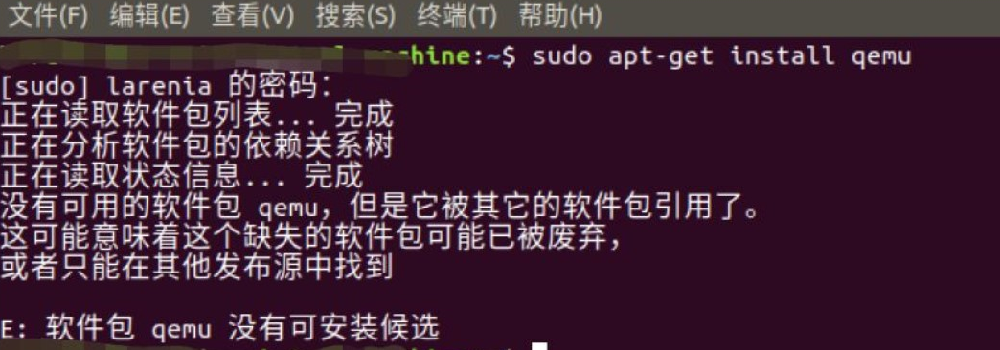 文件(F) 编辑(E) 查看(V) 搜索(S) 终端(T) 帮助(H)
chine:~$ sudo apt-get install qemu
[sudo] larenia 的密码：
正在读取软件包列表... 完成
正在分析软件包的依赖关系树
正在读取状态信息... 完成
没有可用的软件包 qemu，但是它被其它的软件包引用了。
这可能意味着这个缺失的软件包可能已被废弃，
或者只能在其他发布源中找到
E: 软件包 qemu 没有可安装候选